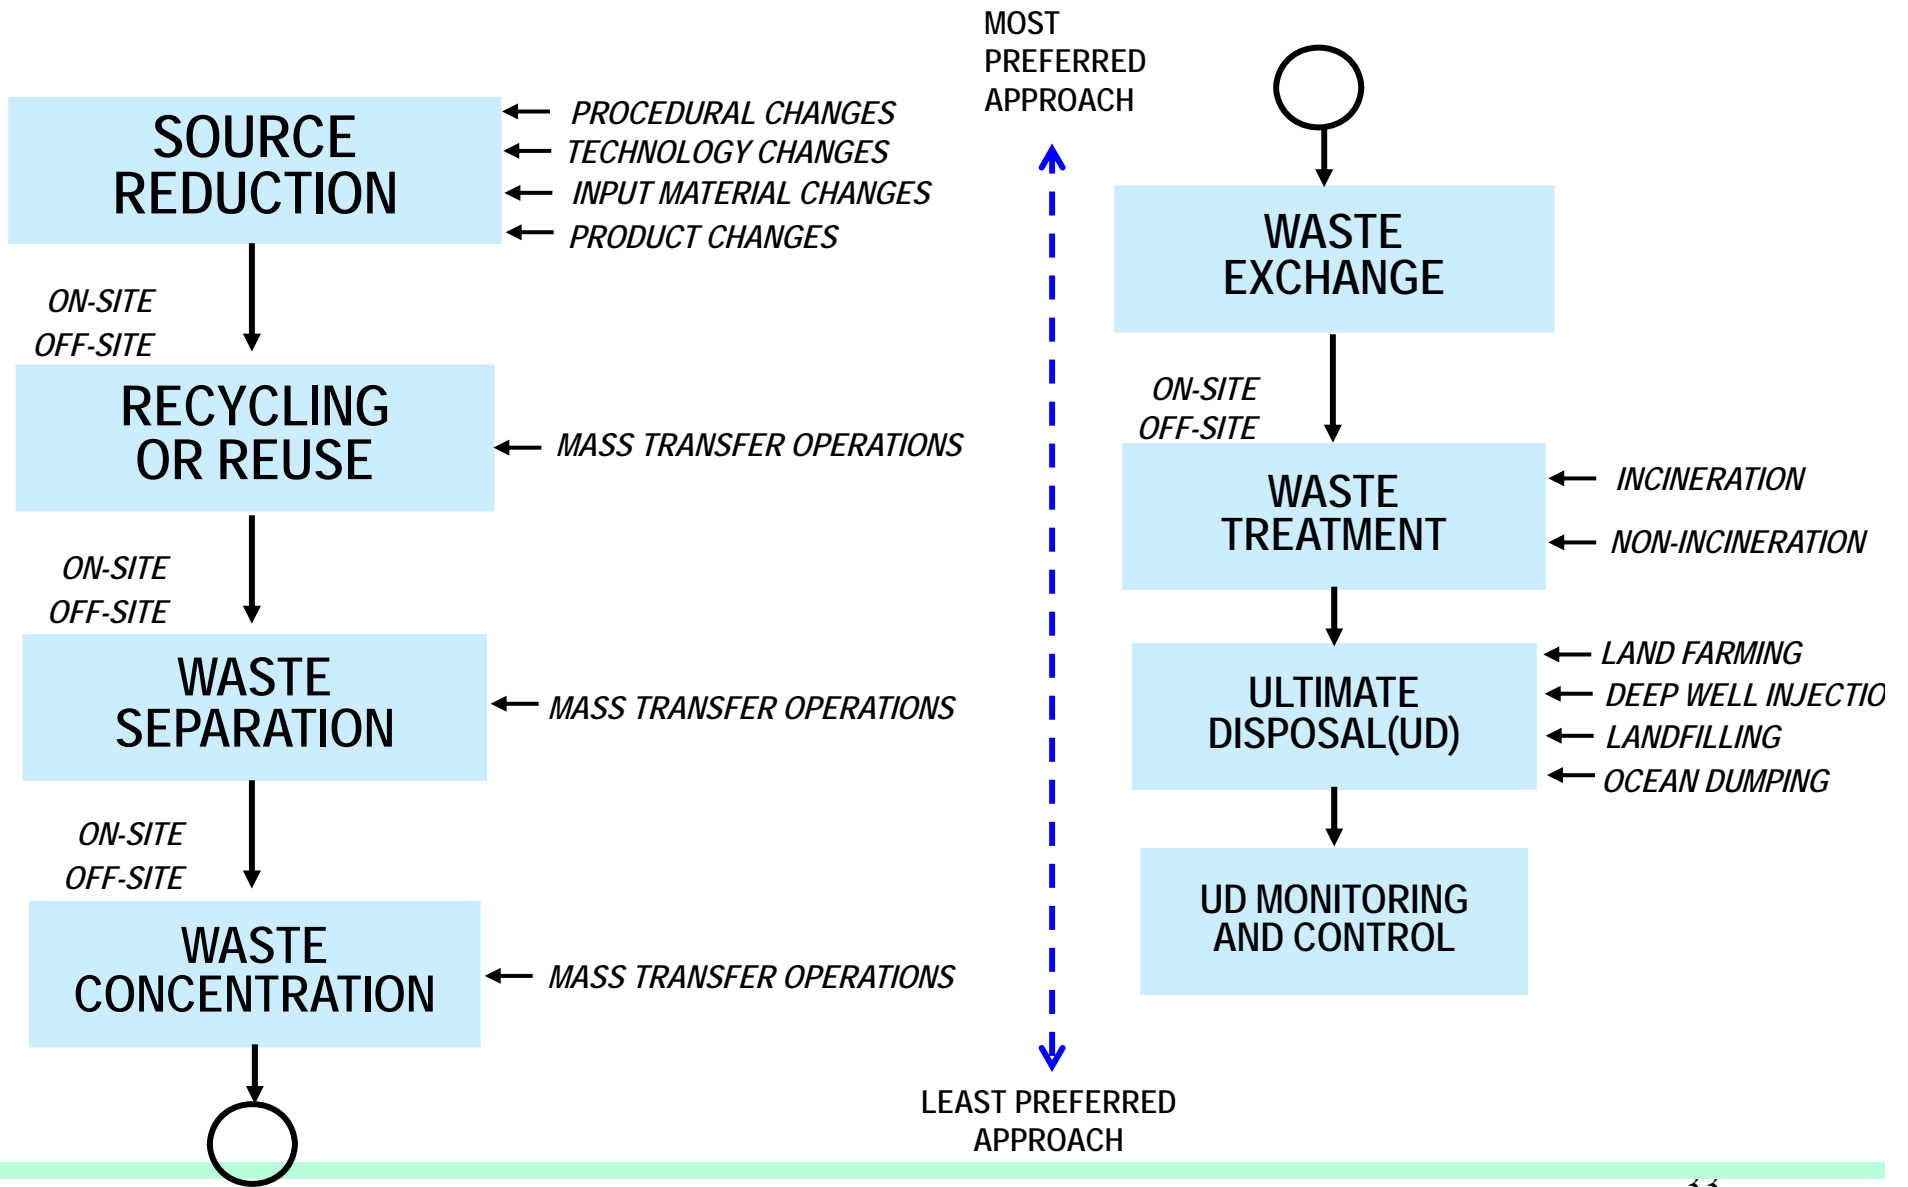 SOURCE
REDUCTION
PROCEDURAL CHANGES
TECHNOLOGY CHANGES
INPUT MATERIAL CHANGES
PRODUCT CHANGES
ON-SITE
OFF-SITE
RECYCLING
OR REUSE
MASS TRANSFER OPERATIONS
ON-SITE
OFF-SITE
WASTE
SEPARATION
MASS TRANSFER OPERATIONS
ON-SITE
OFF-SITE
WASTE
CONCENTRATION
MASS TRANSFER OPERATIONS
MOST
PREFERRED
APPROACH
LEAST PREFERRED
APPROACH
WASTE
EXCHANGE
ON-SITE
OFF-SITE
WASTE
TREATMENT
INCINERATION
NON-INCINERATION
ULTIMATE
DISPOSAL(UD)
LAND FARMING
DEEP WELL INJECTIO
LANDFILLING
OCEAN DUMPING
UD MONITORING
AND CONTROL